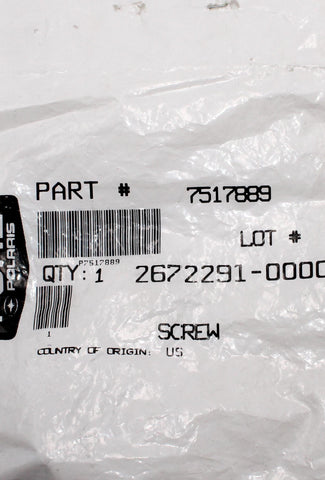 PART # 7517889
P7517889
LOT #
QTY: 1 2672291-0000
1
SCREW
COUNTRY OF ORIGIN: US
POLARIS